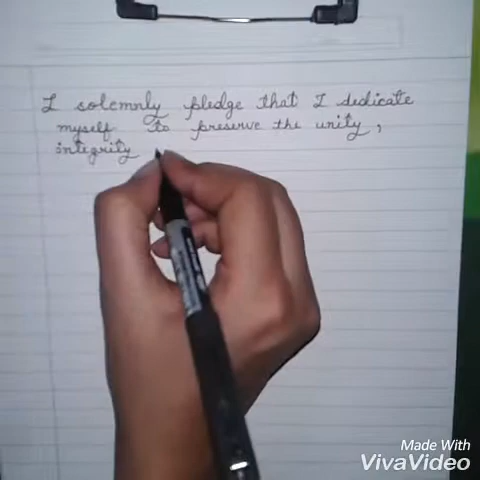 I solemnly pledge that I dedicate
myself to preserve the unity,
integrity
Made With
VivaVideo